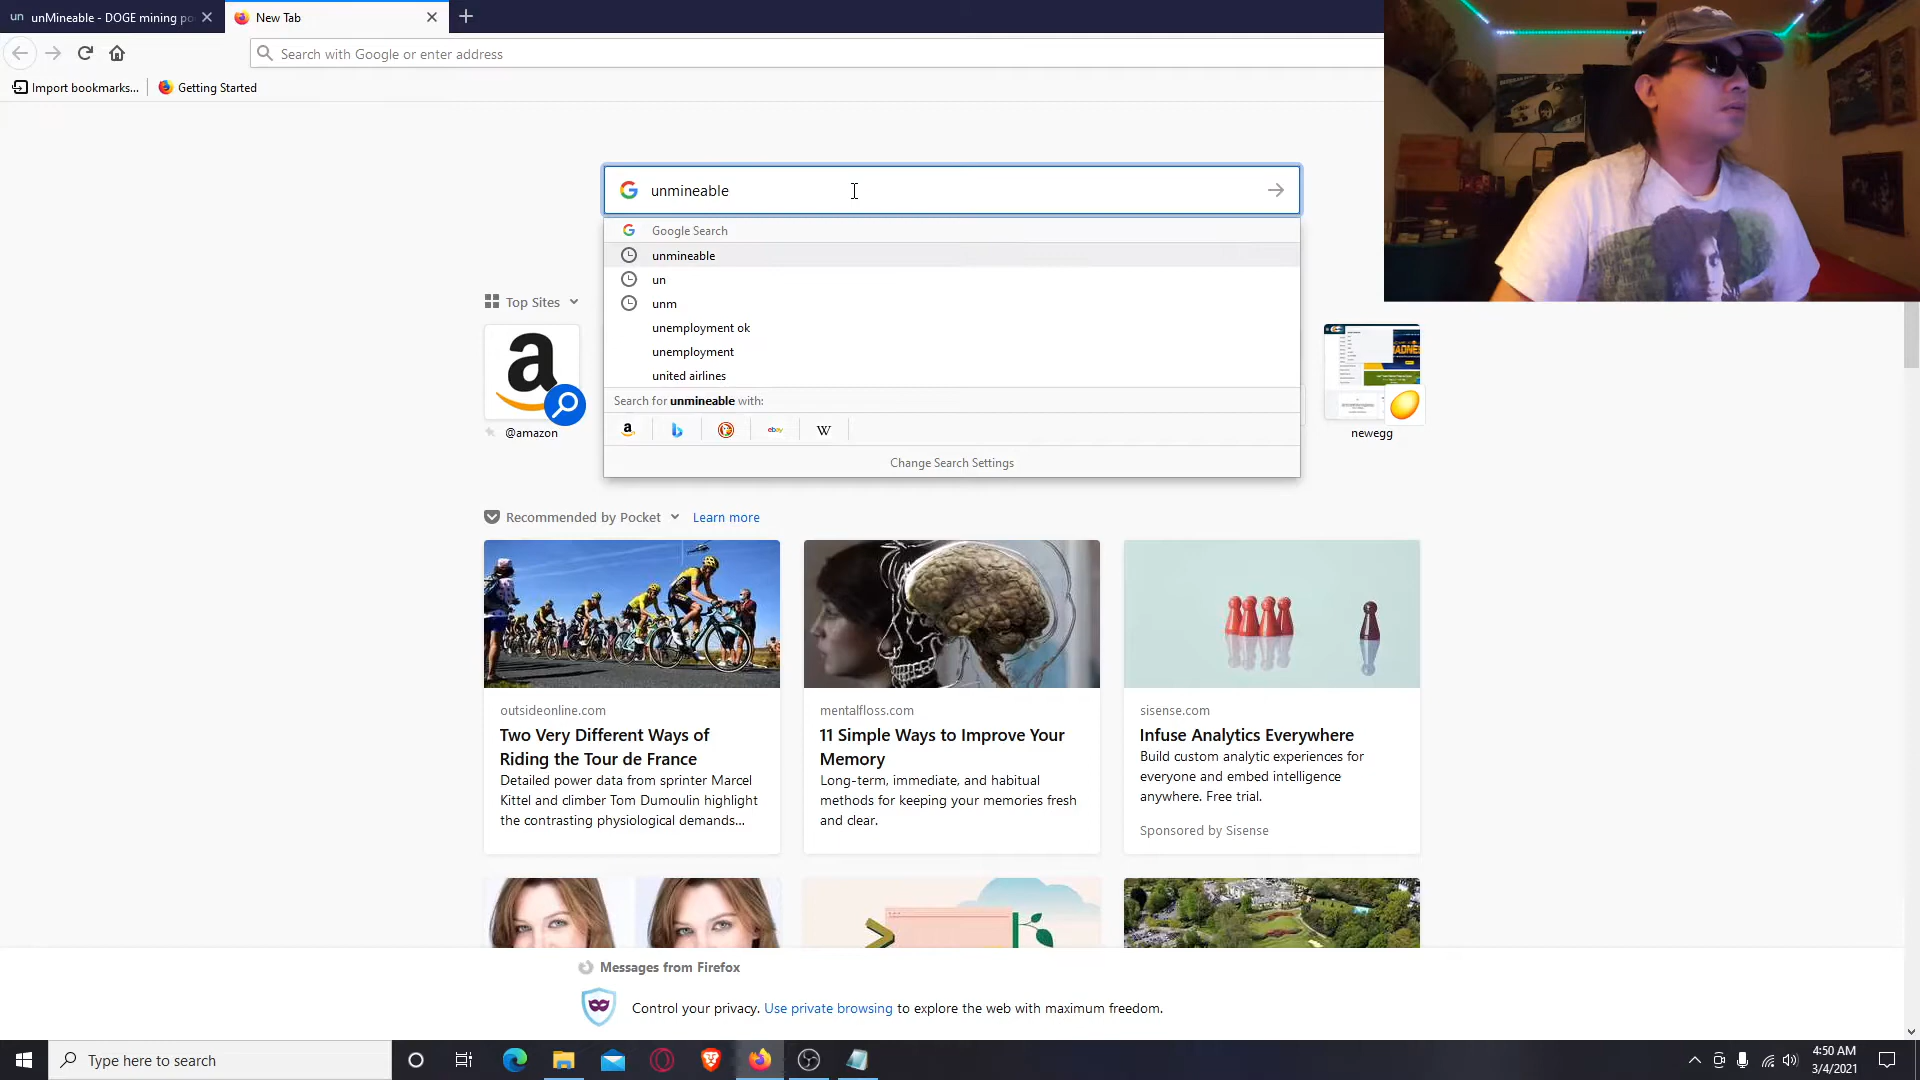 un unMineable - DOGE mining po
New Tab
Search with Google or enter address
Import bookmarks...
Getting Started
unmineable
Google Search
unmineable
un
unm
unemployment ok
unemployment
united airlines
Search for unmineable with:
a
b
ebay
W
Change Search Settings
Top Sites
@amazon
newegg
Recommended by Pocket
Learn more
outsideonline.com
Two Very Different Ways of
Riding the Tour de France
Detailed power data from sprinter Marcel
Kittel and climber Tom Dumoulin highlight
the contrasting physiological demands...
mentalfloss.com
11 Simple Ways to Improve Your
Memory
Long-term, immediate, and habitual
methods for keeping your memories fresh
and clear.
sisense.com
Infuse Analytics Everywhere
Build custom analytic experiences for
everyone and embed intelligence
anywhere. Free trial.
Sponsored by Sisense
Messages from Firefox
Control your privacy. Use private browsing to explore the web with maximum freedom.
Type here to search
4:50 AM
3/4/2021